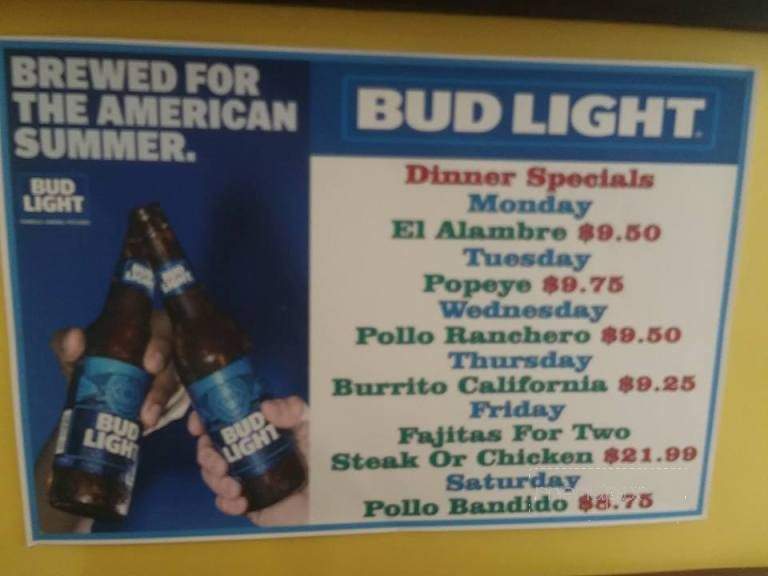 BREWED FOR
THE AMERICAN
SUMMER.
BUD
LIGHT
BUD LIGHT
Dinner Specials
Monday
El Alambre $9.50
Tuesday
Popeye $9.75
Wednesday
Pollo Ranchero $9.50
Thursday
Burrito California $9.25
Friday
Fajitas For Two
Steak Or Chicken $21.99
Saturday
Pollo Bandido $8.75
BUD
LIGHT
BUD
LIGHT